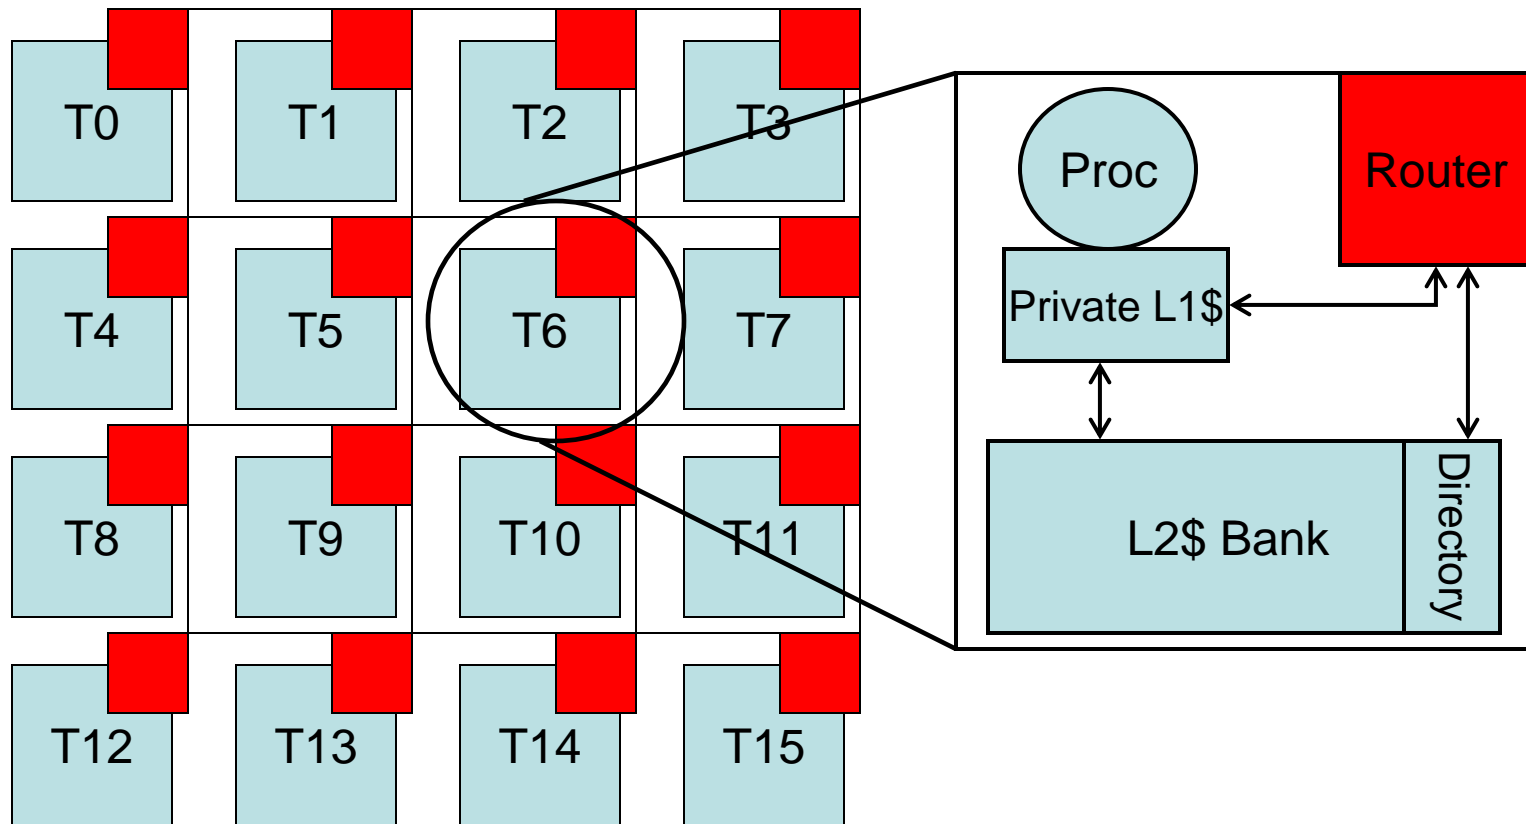 T0
T1
T2
T3
T4
T5
T6
T7
T8
T9
T10
T11
T12
T13
T14
T15
Proc
Router
Private L1$
L2$ Bank
Directory